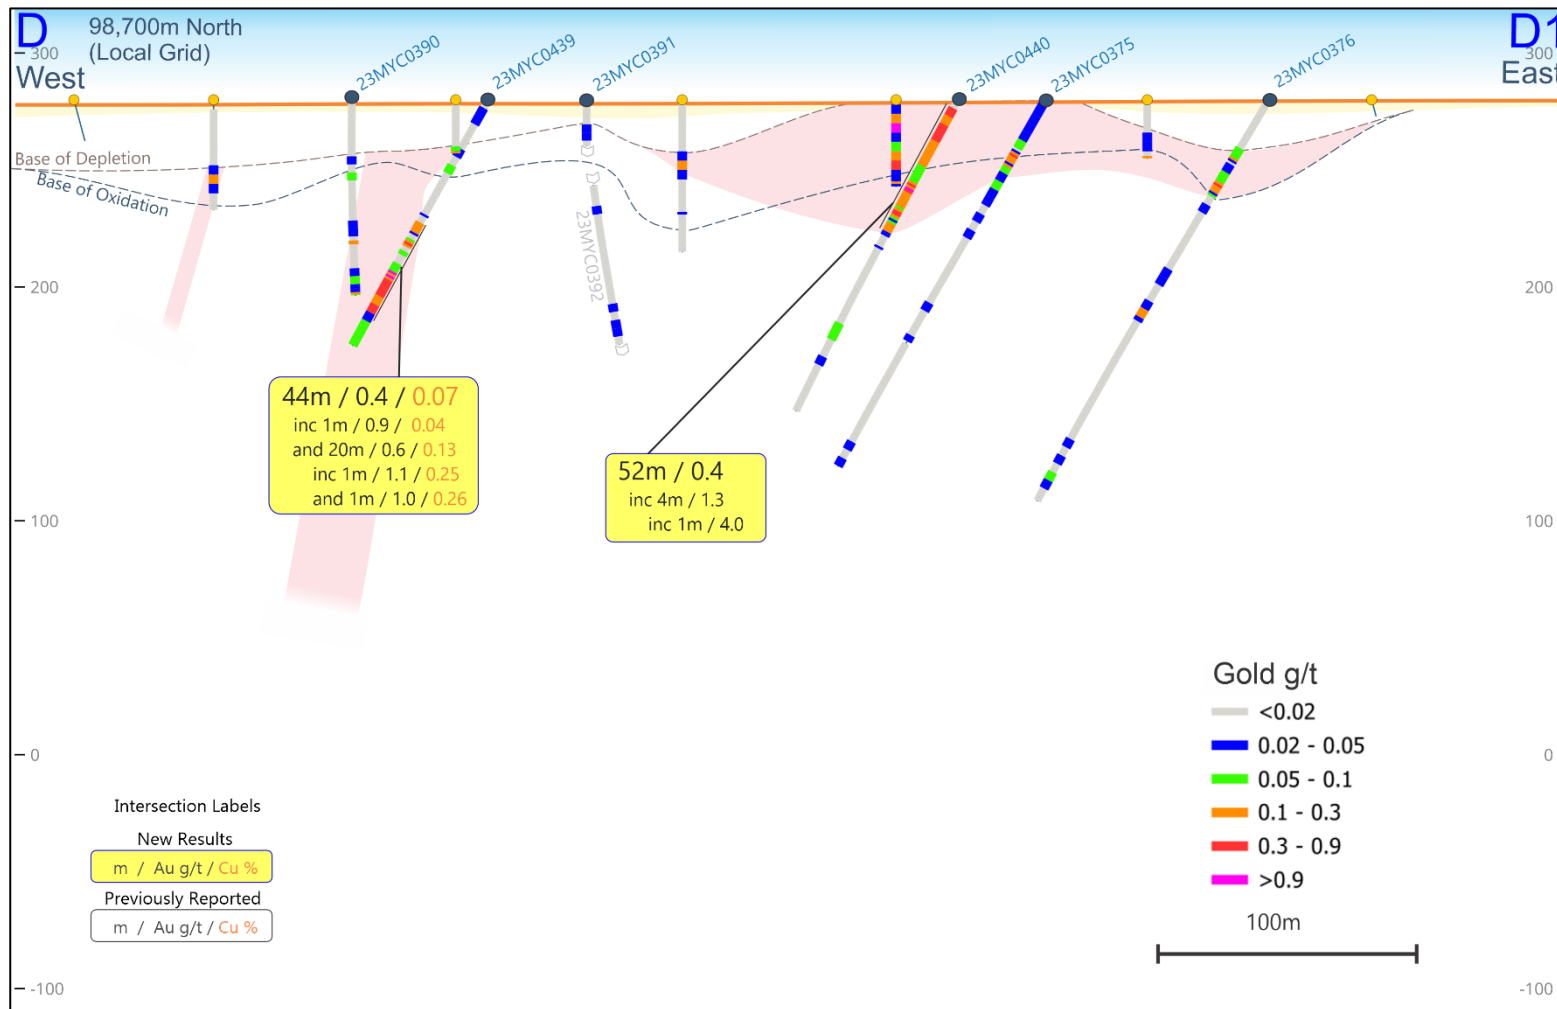 D
98,700m North
(Local Grid)
D1
300
West
300
East
23MYC0390
23MYC0439
23MYC0391
23MYC0440
23MYC0375
23MYC0376
Base of Depletion
Base of Oxidation
23MYC0392
200
200
44m / 0.4 / 0.07
inc 1m / 0.9 / 0.04
and 20m / 0.6 / 0.13
inc 1m / 1.1 / 0.25
and 1m / 1.0 / 0.26
52m / 0.4
inc 4m / 1.3
inc 1m / 4.0
100
100
Gold g/t
<0.02
0.02 - 0.05
0.05 - 0.1
0.1 - 0.3
0.3 - 0.9
>0.9
0
0
Intersection Labels
New Results
m / Au g/t / Cu %
Previously Reported
m / Au g/t / Cu %
100m
-100
-100